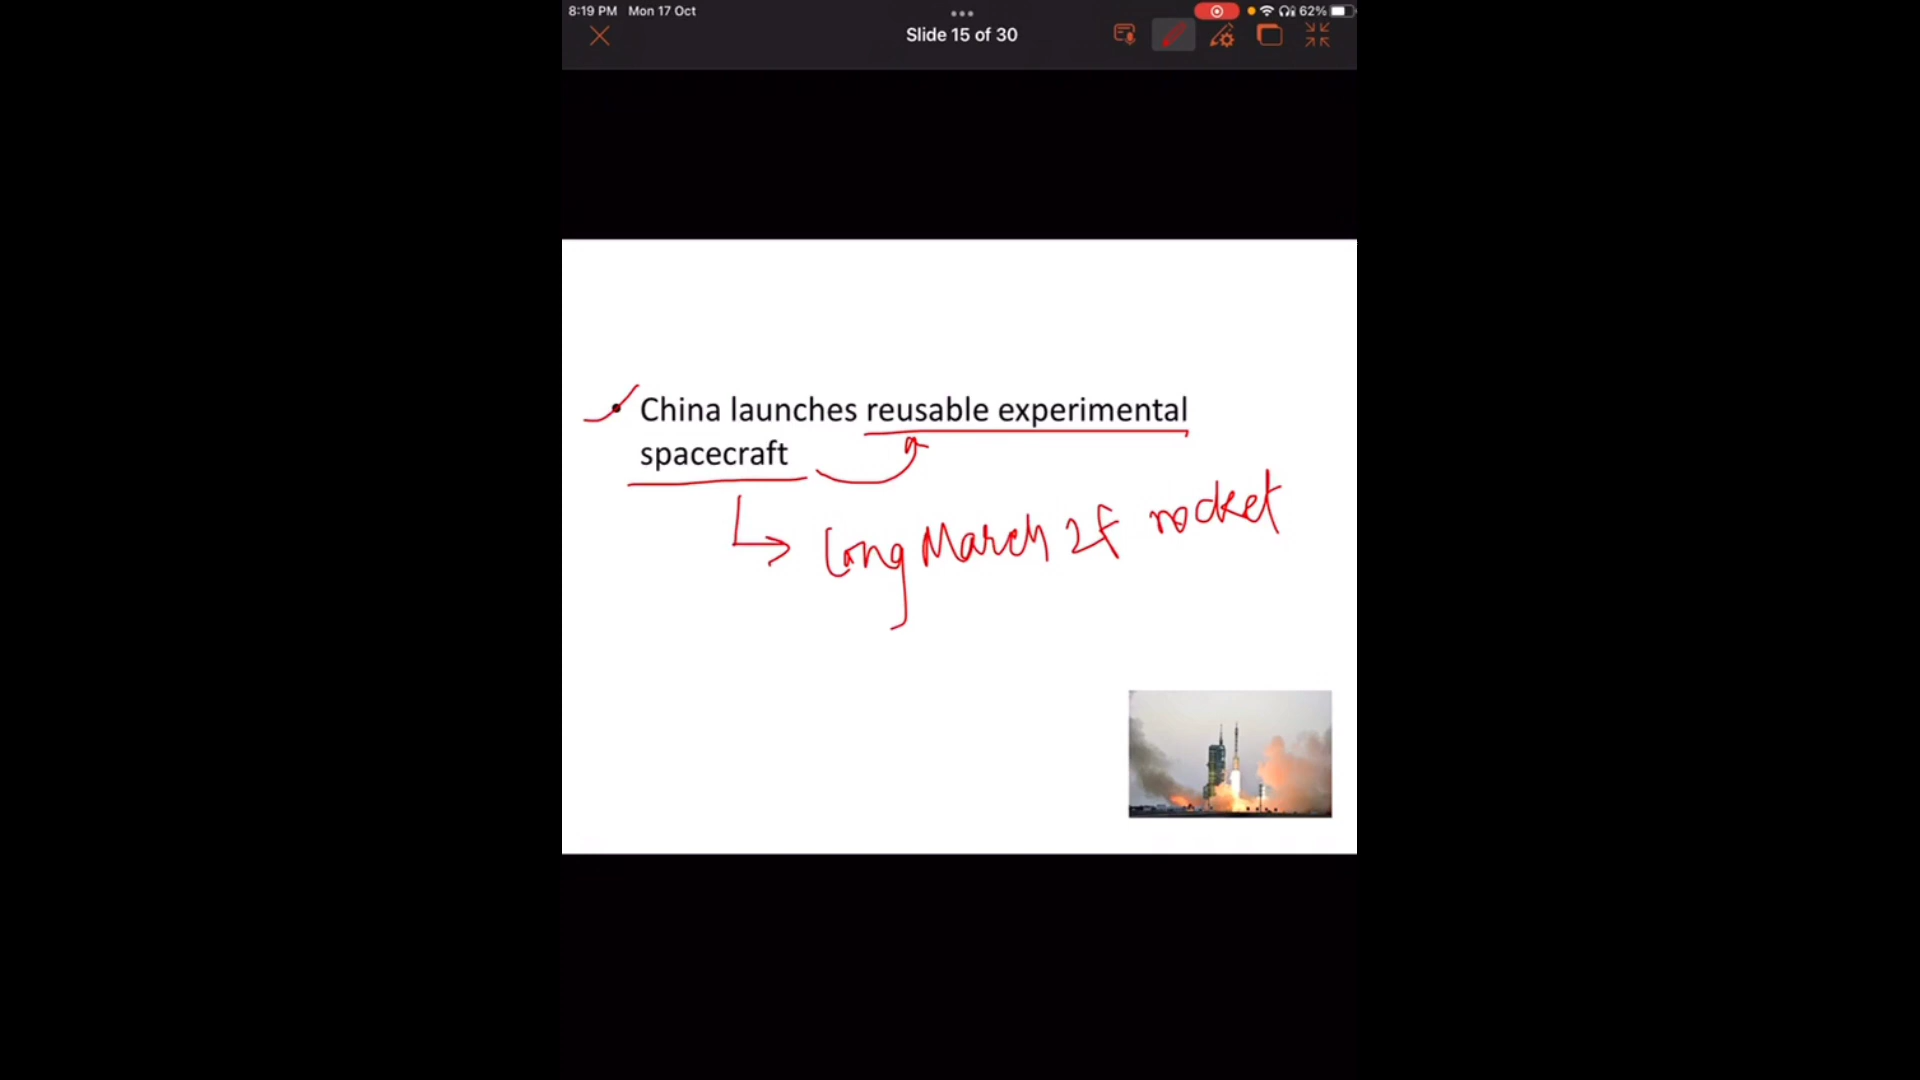 8:19 PM Mon 17 Oct
62%
Slide 15 of 30
• China launches reusable experimental
spacecraft
Long March 2f rocket